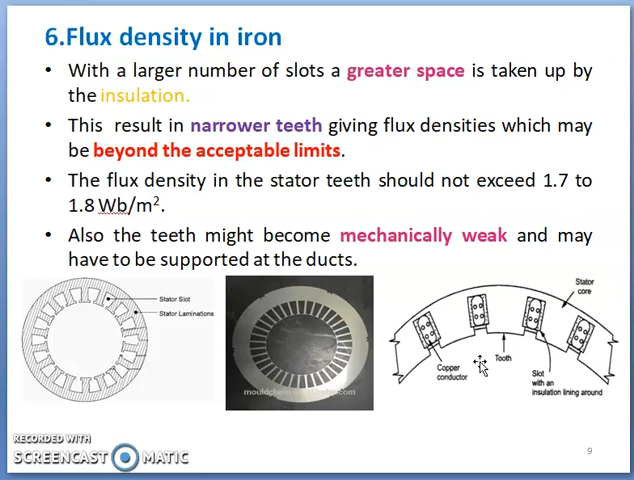 6.Flux density in iron
• With a larger number of slots a greater space is taken up by
the insulation.
• This result in narrower teeth giving flux densities which may
be beyond the acceptable limits.
• The flux density in the stator teeth should not exceed 1.7 to
1.8 Wb/m².
• Also the teeth might become mechanically weak and may
have to be supported at the ducts.
Stator Slot
Stator Laminations
Stator
core
Copper
conductor
Tooth
Slot
with an
insulation lining around
RECORDED WITH
SCREENCAST MATIC
9